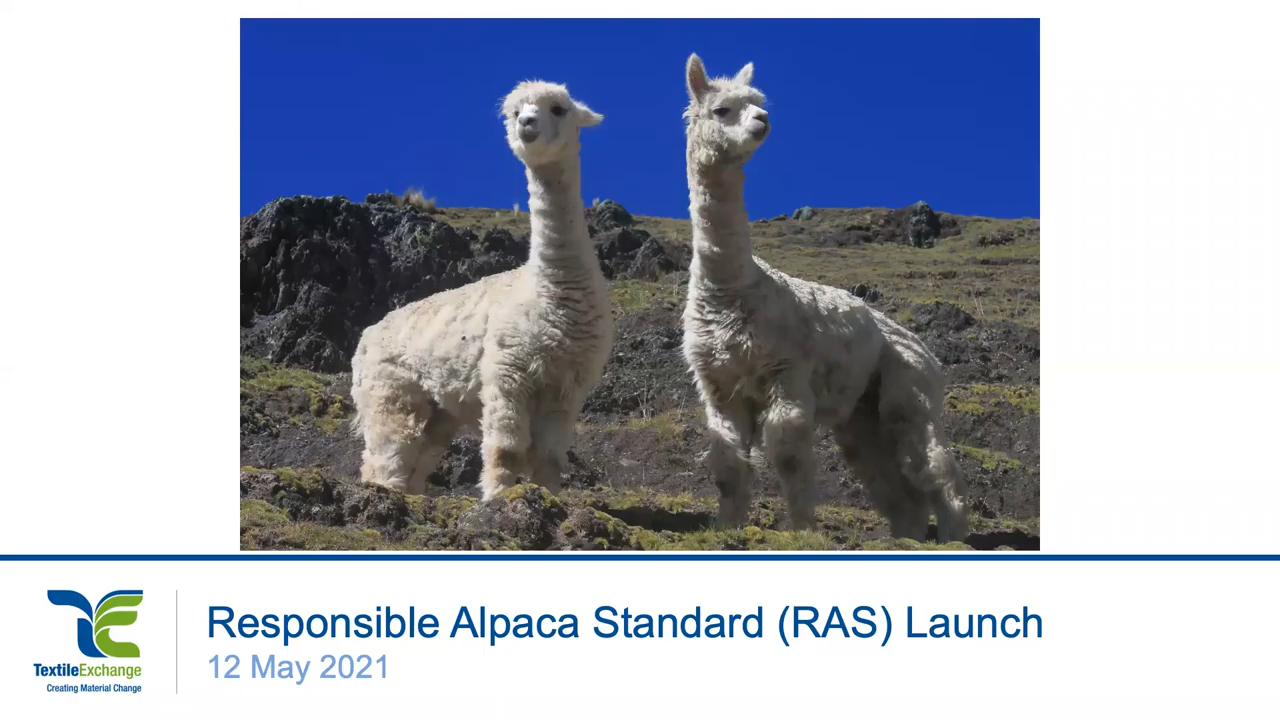 Responsible Alpaca Standard (RAS) Launch
12 May 2021
TextileExchange
Creating Material Change